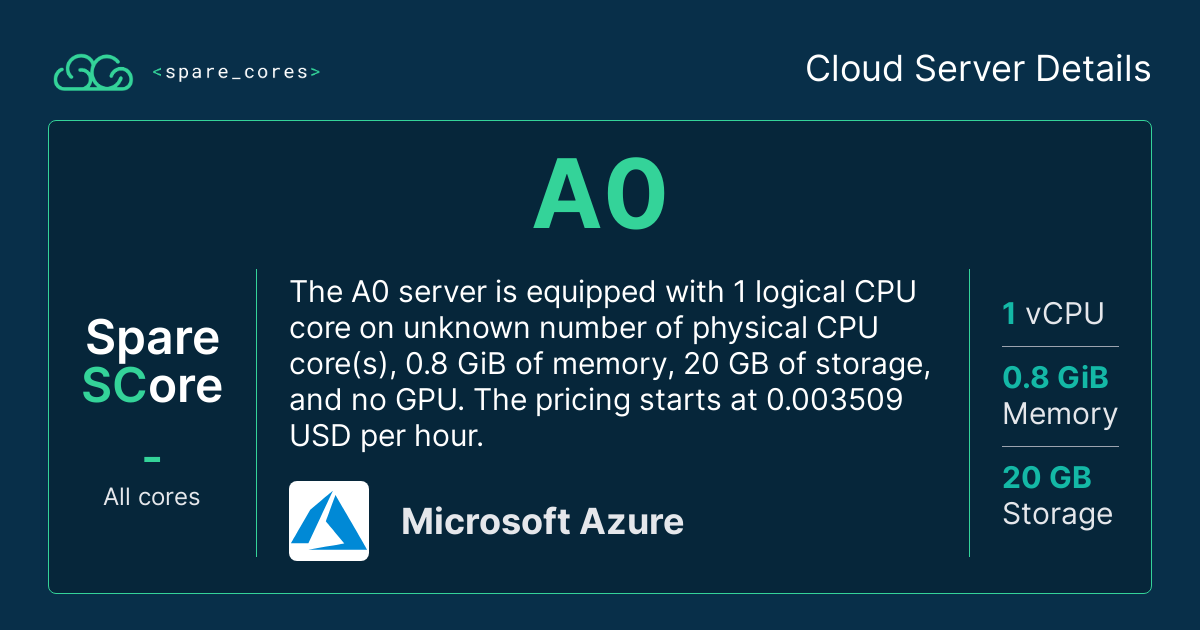 <spare_cores>
Cloud Server Details
A0
Spare
SCore
-
All cores
The A0 server is equipped with 1 logical CPU
core on unknown number of physical CPU
core(s), 0.8 GiB of memory, 20 GB of storage,
and no GPU. The pricing starts at 0.003509
USD per hour.
Microsoft Azure
1 vCPU
0.8 GiB
Memory
20 GB
Storage